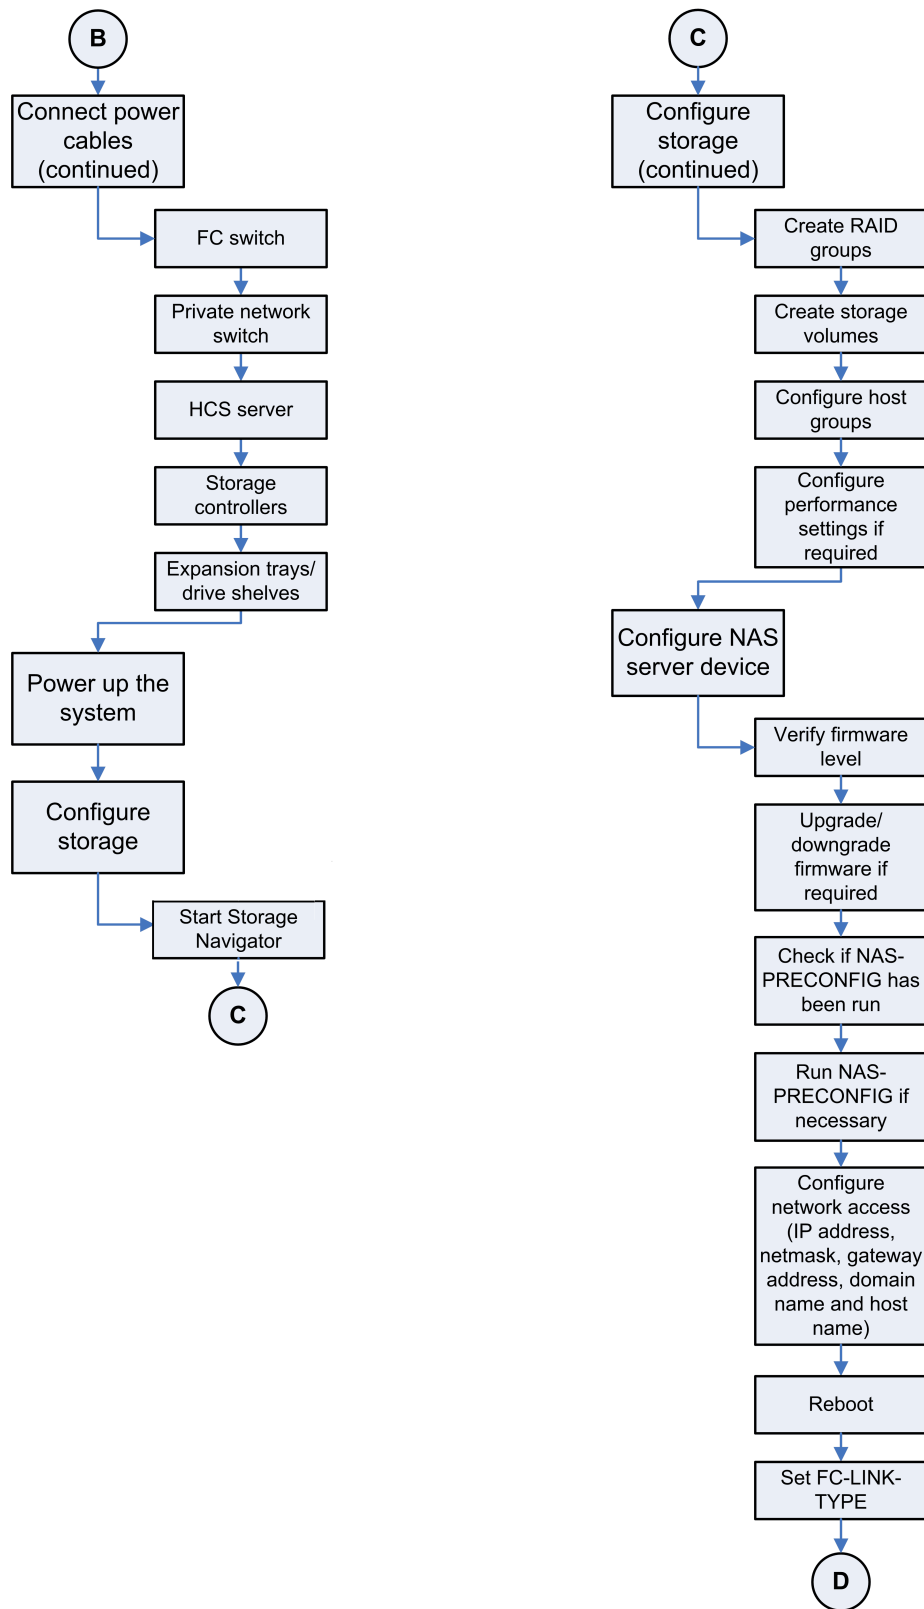 B
Connect power
cables
(continued)
FC switch
Private network
switch
HCS server
Storage
controllers
Expansion trays/
drive shelves
Power up the
system
Configure
storage
Start Storage
Navigator
C
C
Configure
storage
(continued)
Create RAID
groups
Create storage
volumes
Configure host
groups
Configure
performance
settings if
required
Configure NAS
server device
Verify firmware
level
Upgrade/
downgrade
firmware if
required
Check if NAS-
PRECONFIG has
been run
Run NAS-
PRECONFIG if
necessary
Configure
network access
(IP address,
netmask, gateway
address, domain
name and host
name)
Reboot
Set FC-LINK-
TYPE
D